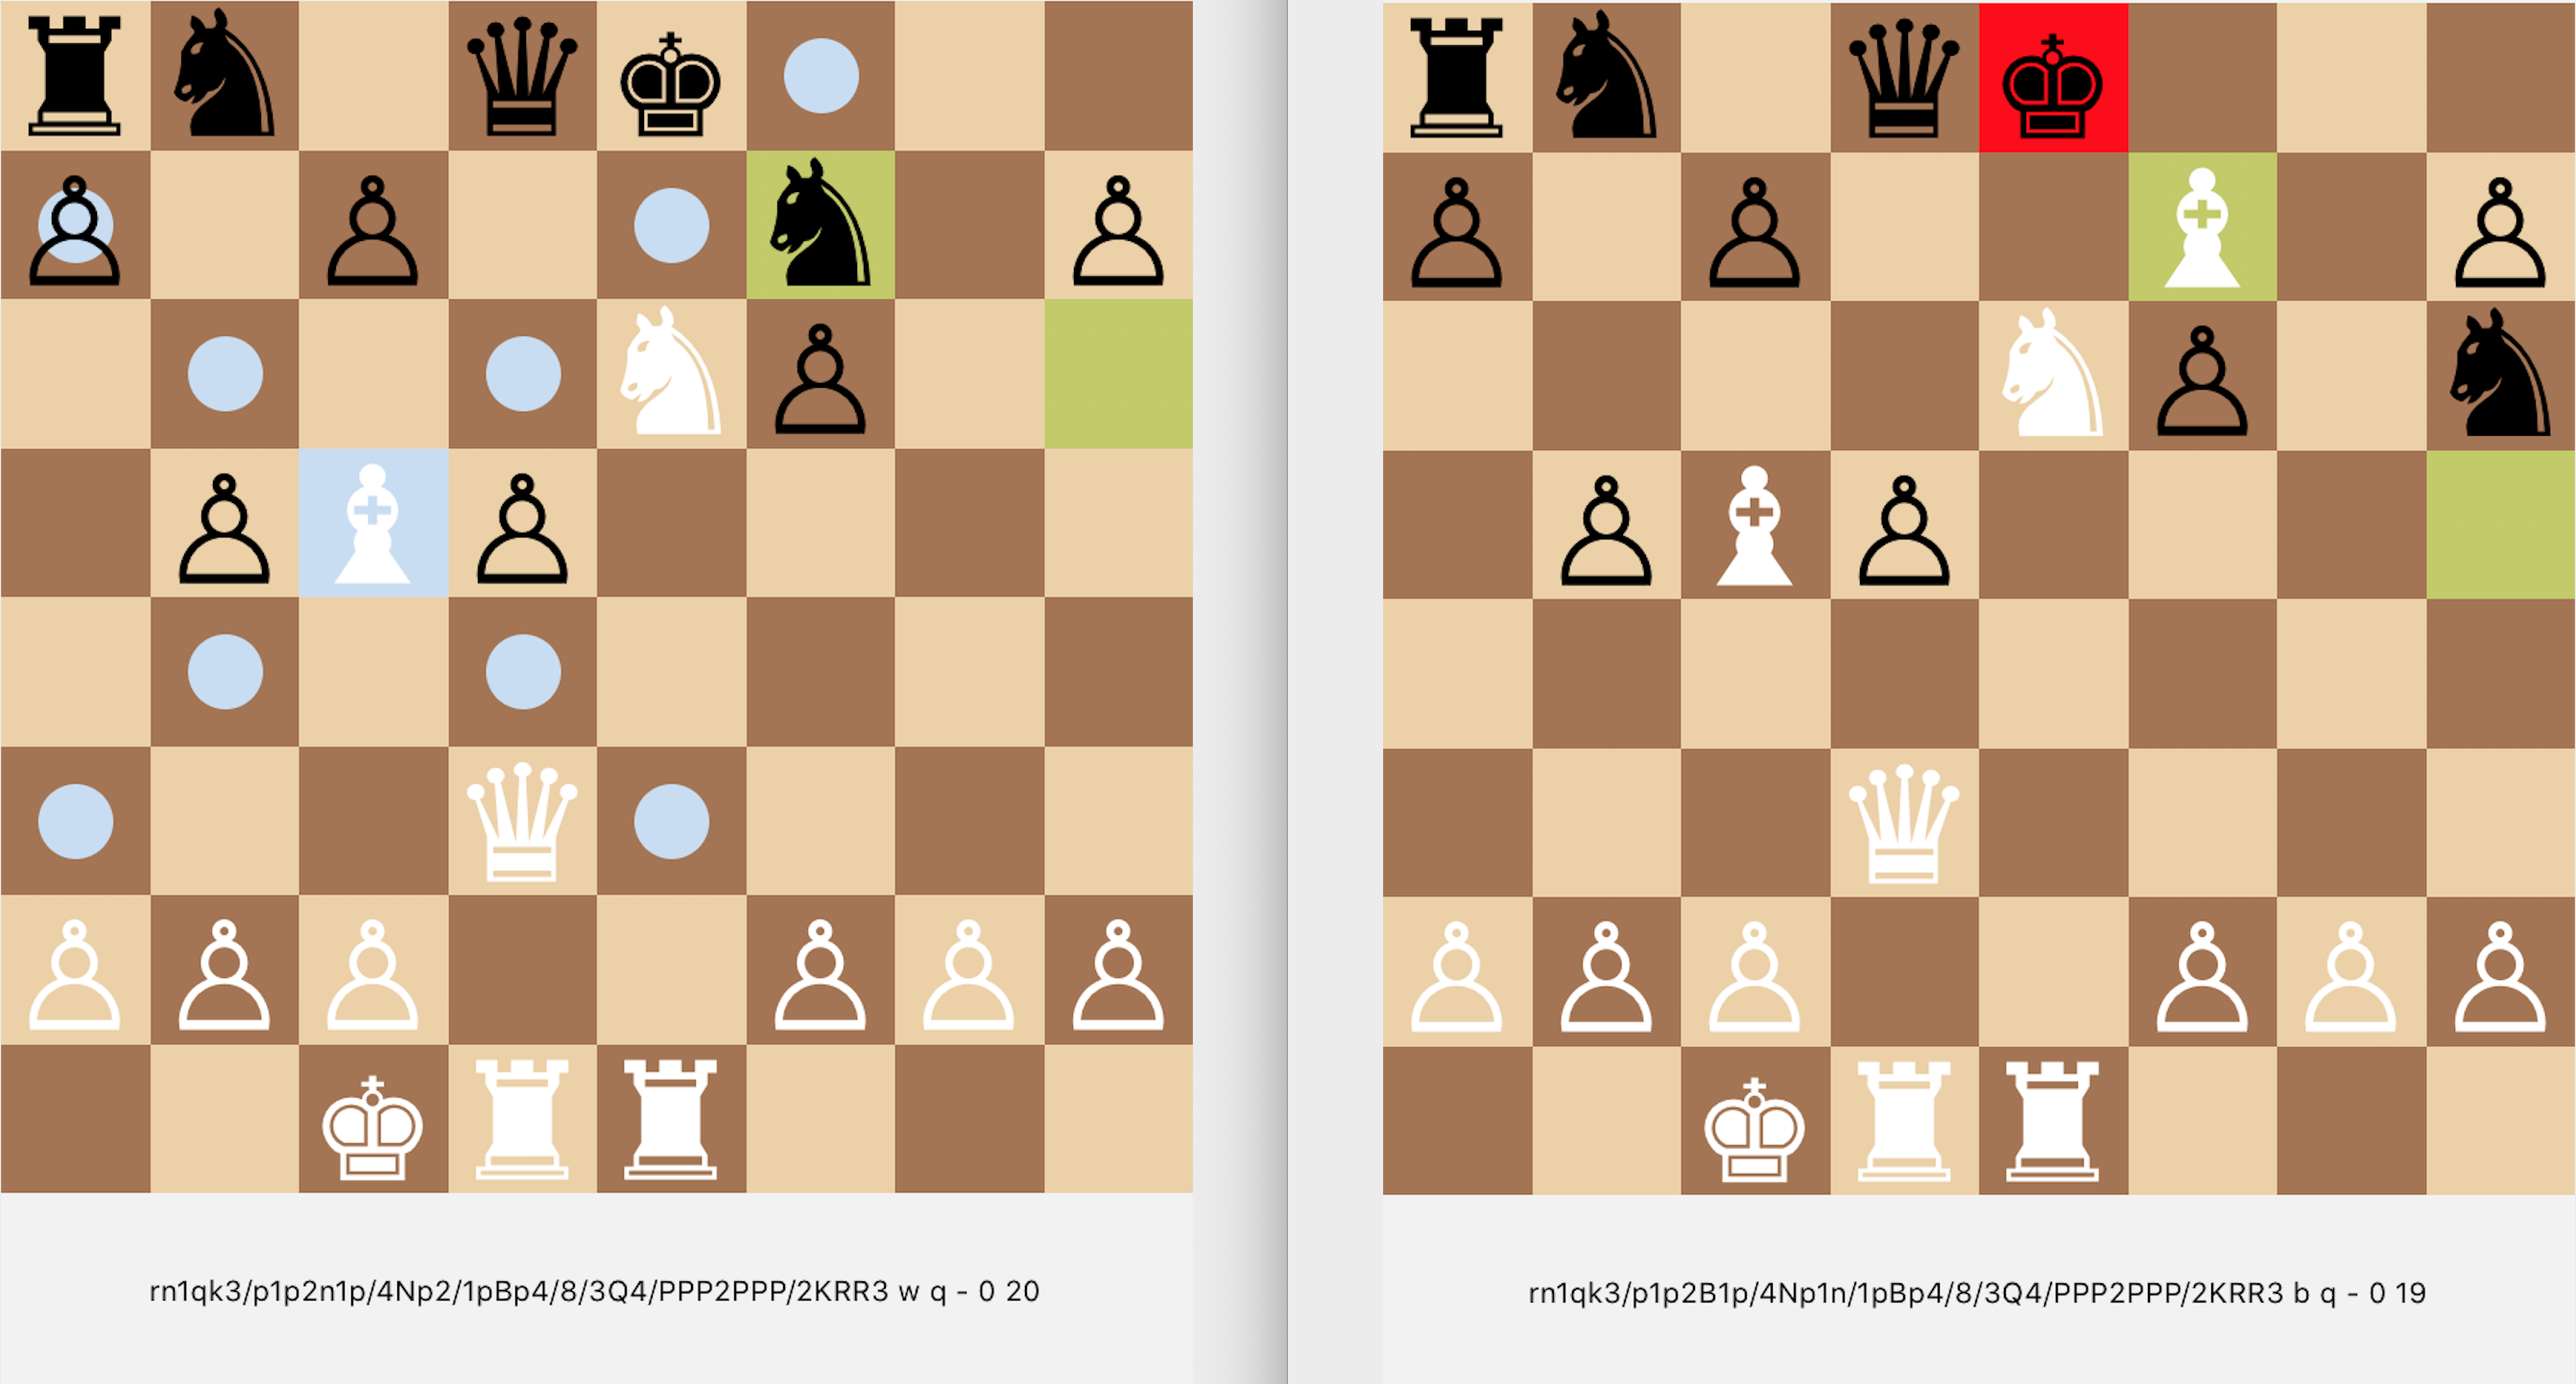 rn1qk3/p1p2n1p/4Np2/1pBp4/8/3Q4/PPP2PPP/2KRR3 w q - 0 20
rn1qk3/p1p2B1p/4Np1n/1pBp4/8/3Q4/PPP2PPP/2KRR3 b q - 0 19